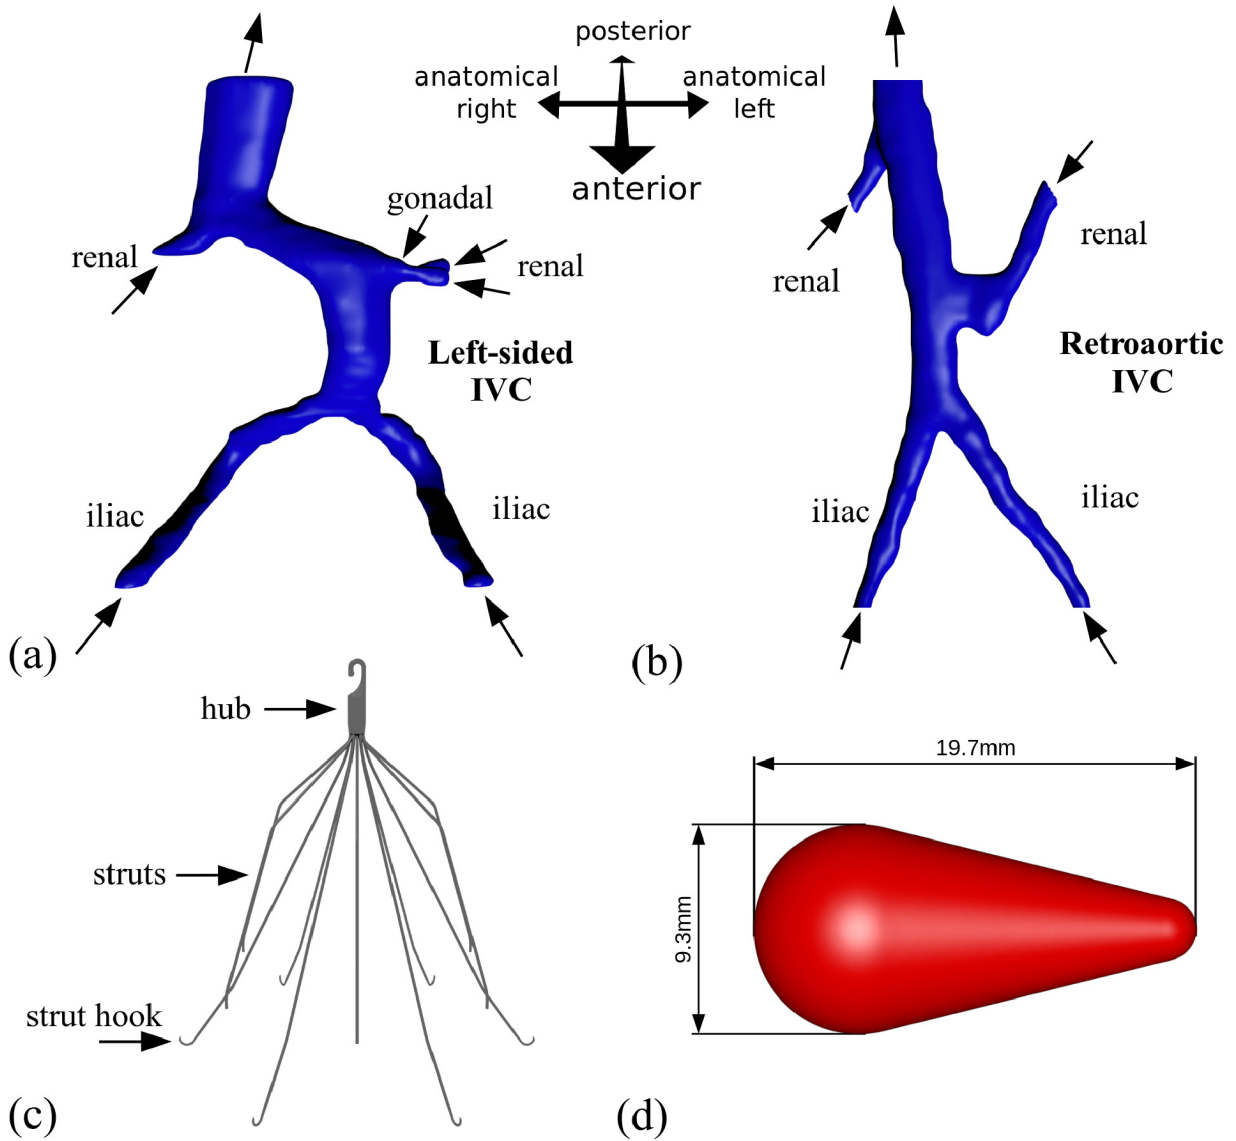 posterior
anatomical
right
anatomical
left
anterior
gonadal
renal
renal
Left-sided
IVC
iliac
iliac
(a)
renal
renal
Retroaortic
IVC
iliac
iliac
(b)
hub
struts
strut hook
(c)
19.7mm
9.3mm
(d)